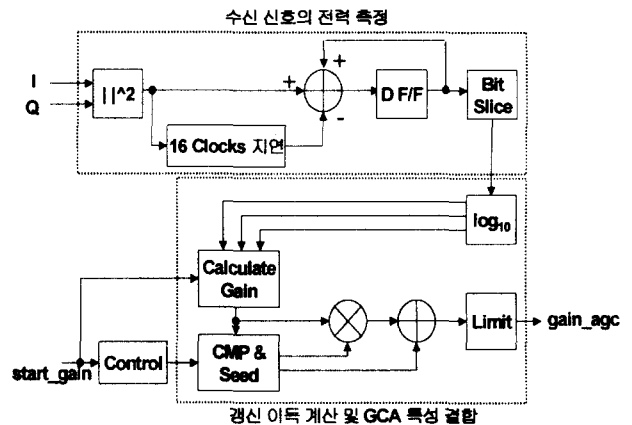 수신 신호의 전력 측정
I
Q
||^2
+
+
-
D F/F
Bit
Slice
16 Clocks 지연
log₁₀
Calculate
Gain
start_gain
Control
CMP &
Seed
Limit
gain_agc
갱신 이득 계산 및 GCA 특성 결합